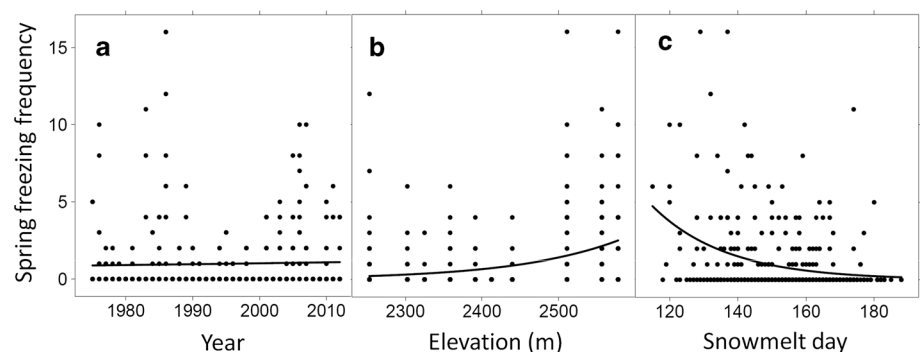 Spring freezing frequency
a
b
c
15
10
5
0
1980 1990 2000 2010
2300 2400 2500
120 140 160 180
Year
Elevation (m)
Snowmelt day